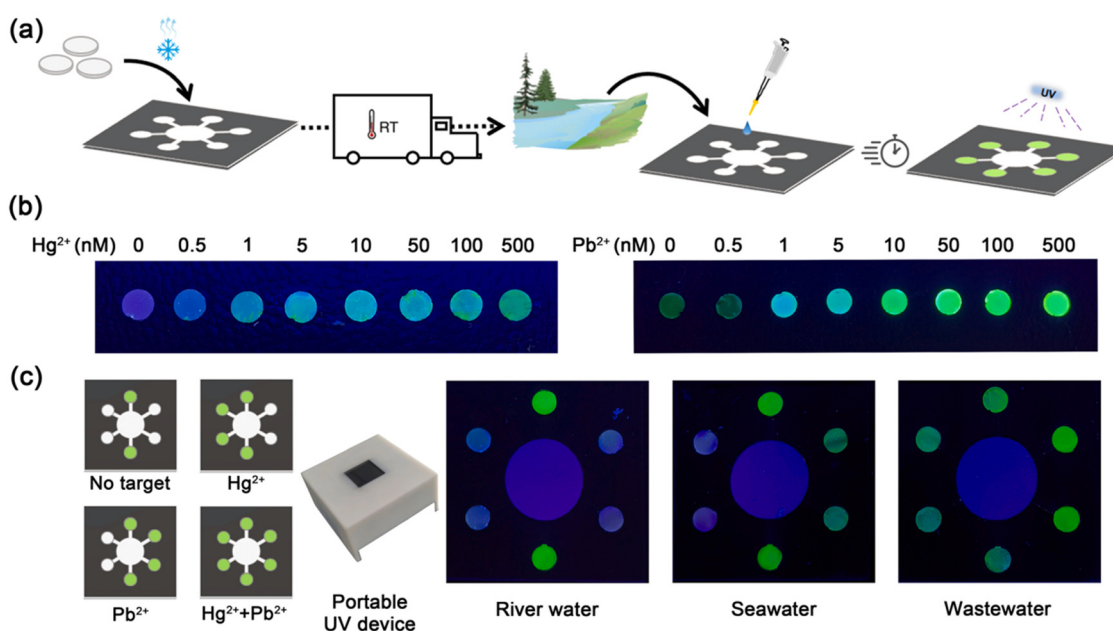 (a)
RT
UV
(b)
Hg²⁺ (nM) 0 0.5 1 5 10 50 100 500
Pb²⁺ (nM) 0 0.5 1 5 10 50 100 500
(c)
No target
Hg²⁺
Pb²⁺
Hg²⁺+Pb²⁺
Portable
UV device
River water
Seawater
Wastewater